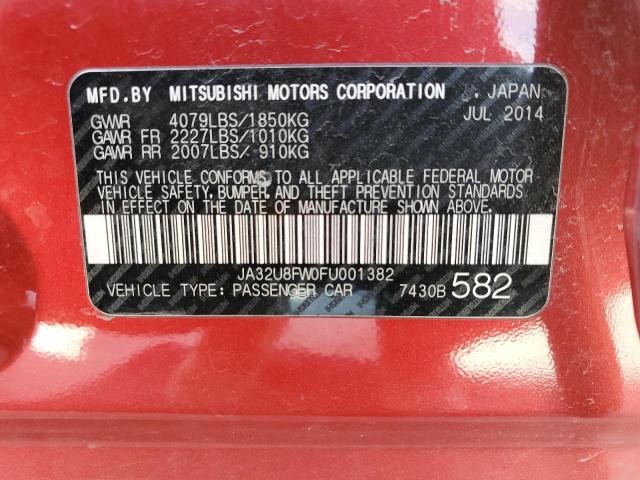 MFD.BY MITSUBISHI MOTORS CORPORATION , JAPAN
JUL 2014
GVWR 4079LBS/1850KG
GAWR FR 2227LBS/1010KG
GAWR RR 2007LBS/ 910KG
THIS VEHICLE CONFORMS TO ALL APPLICABLE FEDERAL MOTOR
VEHICLE SAFETY, BUMPER, AND THEFT PREVENTION STANDARDS
IN EFFECT ON THE DATE OF MANUFACTURE SHOWN ABOVE.
JA32U8FW0FU001382
VEHICLE TYPE: PASSENGER CAR 7430B 582